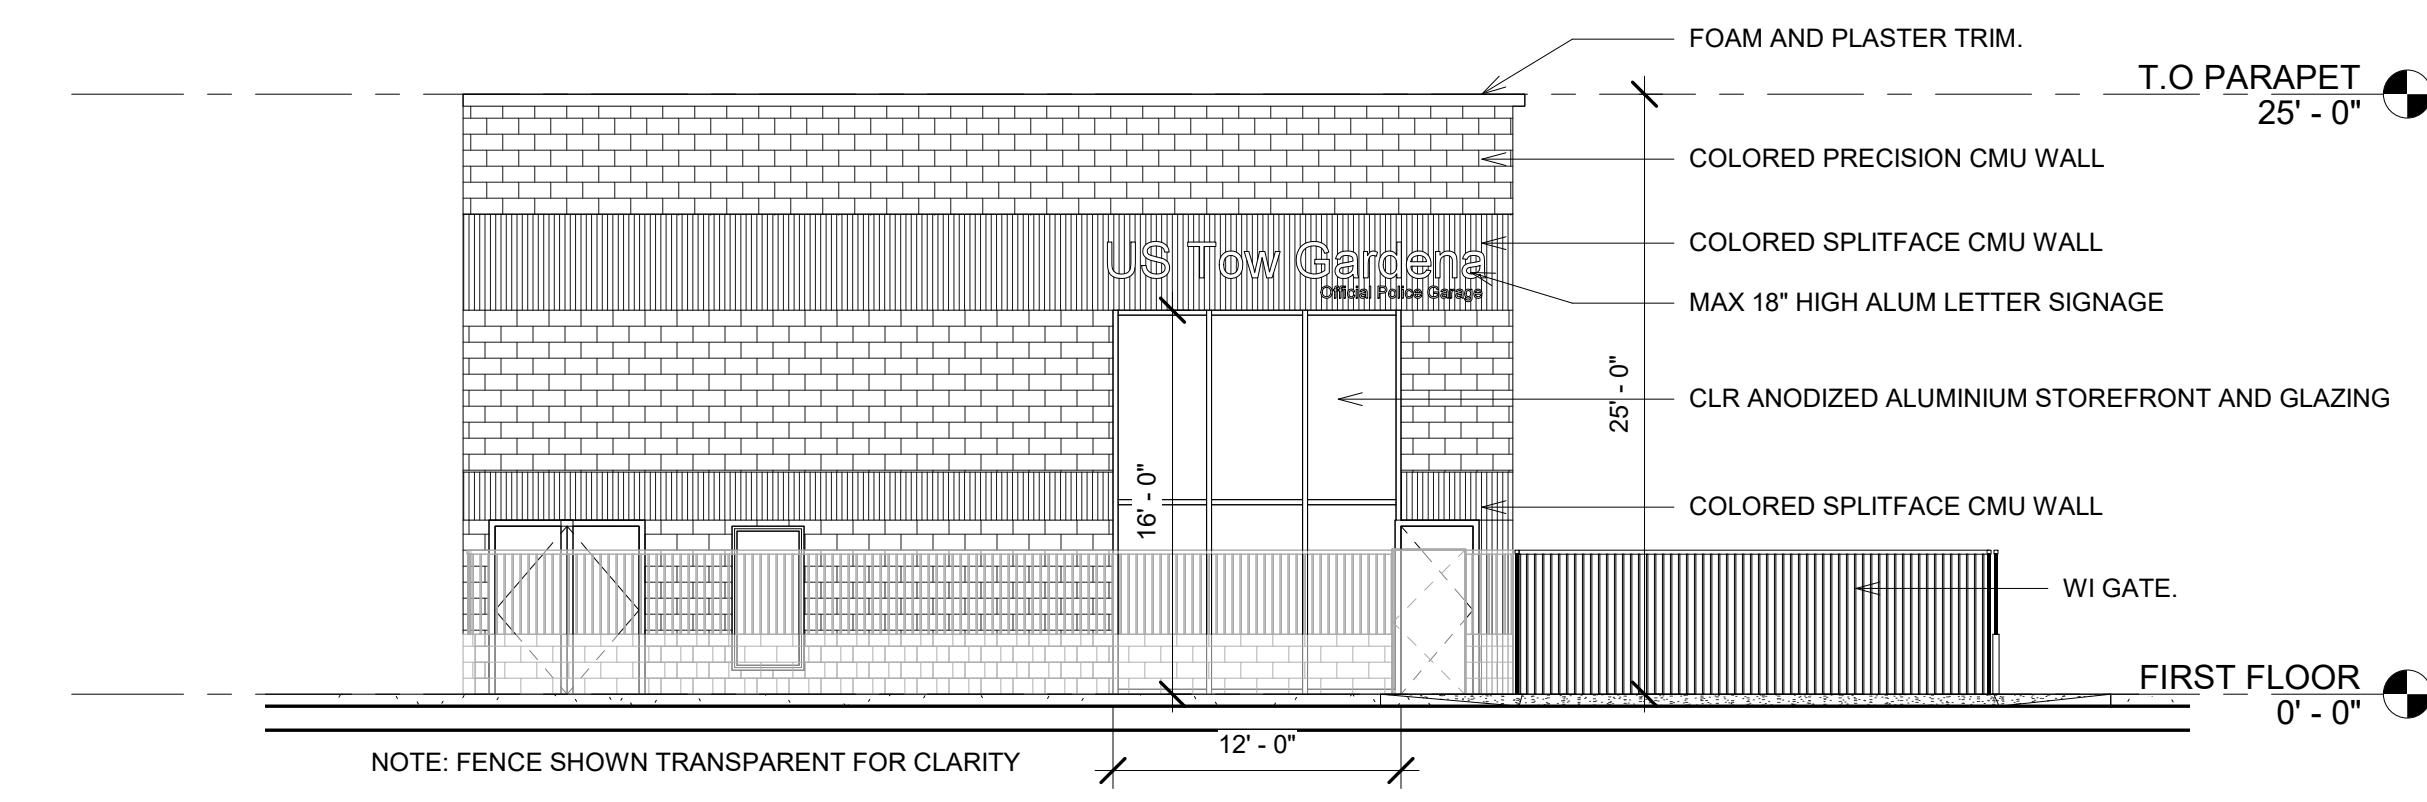 FOAM AND PLASTER TRIM.
T.O PARAPET
25' - 0"
COLORED PRECISION CMU WALL
COLORED SPLITFACE CMU WALL
US Tow Gardena
Official Police Garage
MAX 18" HIGH ALUM LETTER SIGNAGE
25' - 0"
CLR ANODIZED ALUMINIUM STOREFRONT AND GLAZING
16' - 0"
COLORED SPLITFACE CMU WALL
WI GATE.
FIRST FLOOR
0' - 0"
12' - 0"
NOTE: FENCE SHOWN TRANSPARENT FOR CLARITY